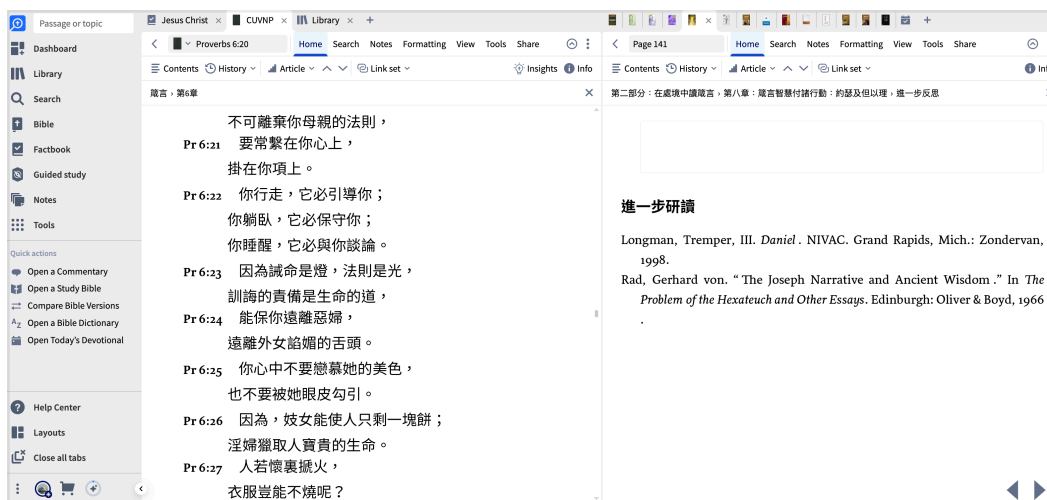 Passage or topic
Dashboard
Library
Search
Bible
Factbook
Guided study
Notes
Tools
Quick actions
Open a Commentary
Open a Study Bible
Compare Bible Versions
Open a Bible Dictionary
Open Today's Devotional
Help Center
Layouts
Close all tabs
Jesus Christ × CUVNP × Library × +
Proverbs 6:20 Home Search Notes Formatting View Tools Share
Contents History Article Link set Insights Info
箴言 › 第6章 ×
不可離棄你母親的法則，
Pr 6:21 要常繫在你心上，
掛在你項上。
Pr 6:22 你行走，它必引導你；
你躺臥，它必保守你；
你睡醒，它必與你談論。
Pr 6:23 因為誡命是燈，法則是光，
訓誨的責備是生命的道，
Pr 6:24 能保你遠離惡婦，
遠離外女諂媚的舌頭。
Pr 6:25 你心中不要戀慕她的美色，
也不要被她眼皮勾引。
Pr 6:26 因為，妓女能使人只剩一塊餅；
淫婦獵取人寶貴的生命。
Pr 6:27 人若懷裏搋火，
衣服豈能不燒呢？
× +
Page 141 Home Search Notes Formatting View Tools Share
Contents History Article Link set Inf
第二部分：在處境中讀箴言 › 第八章：箴言智慧付諸行動：約瑟及但以理 › 進一步反思
進一步研讀
Longman, Tremper, III. Daniel . NIVAC. Grand Rapids, Mich.: Zondervan,
1998.
Rad, Gerhard von. “ The Joseph Narrative and Ancient Wisdom .” In The
Problem of the Hexateuch and Other Essays. Edinburgh: Oliver & Boyd, 1966
.